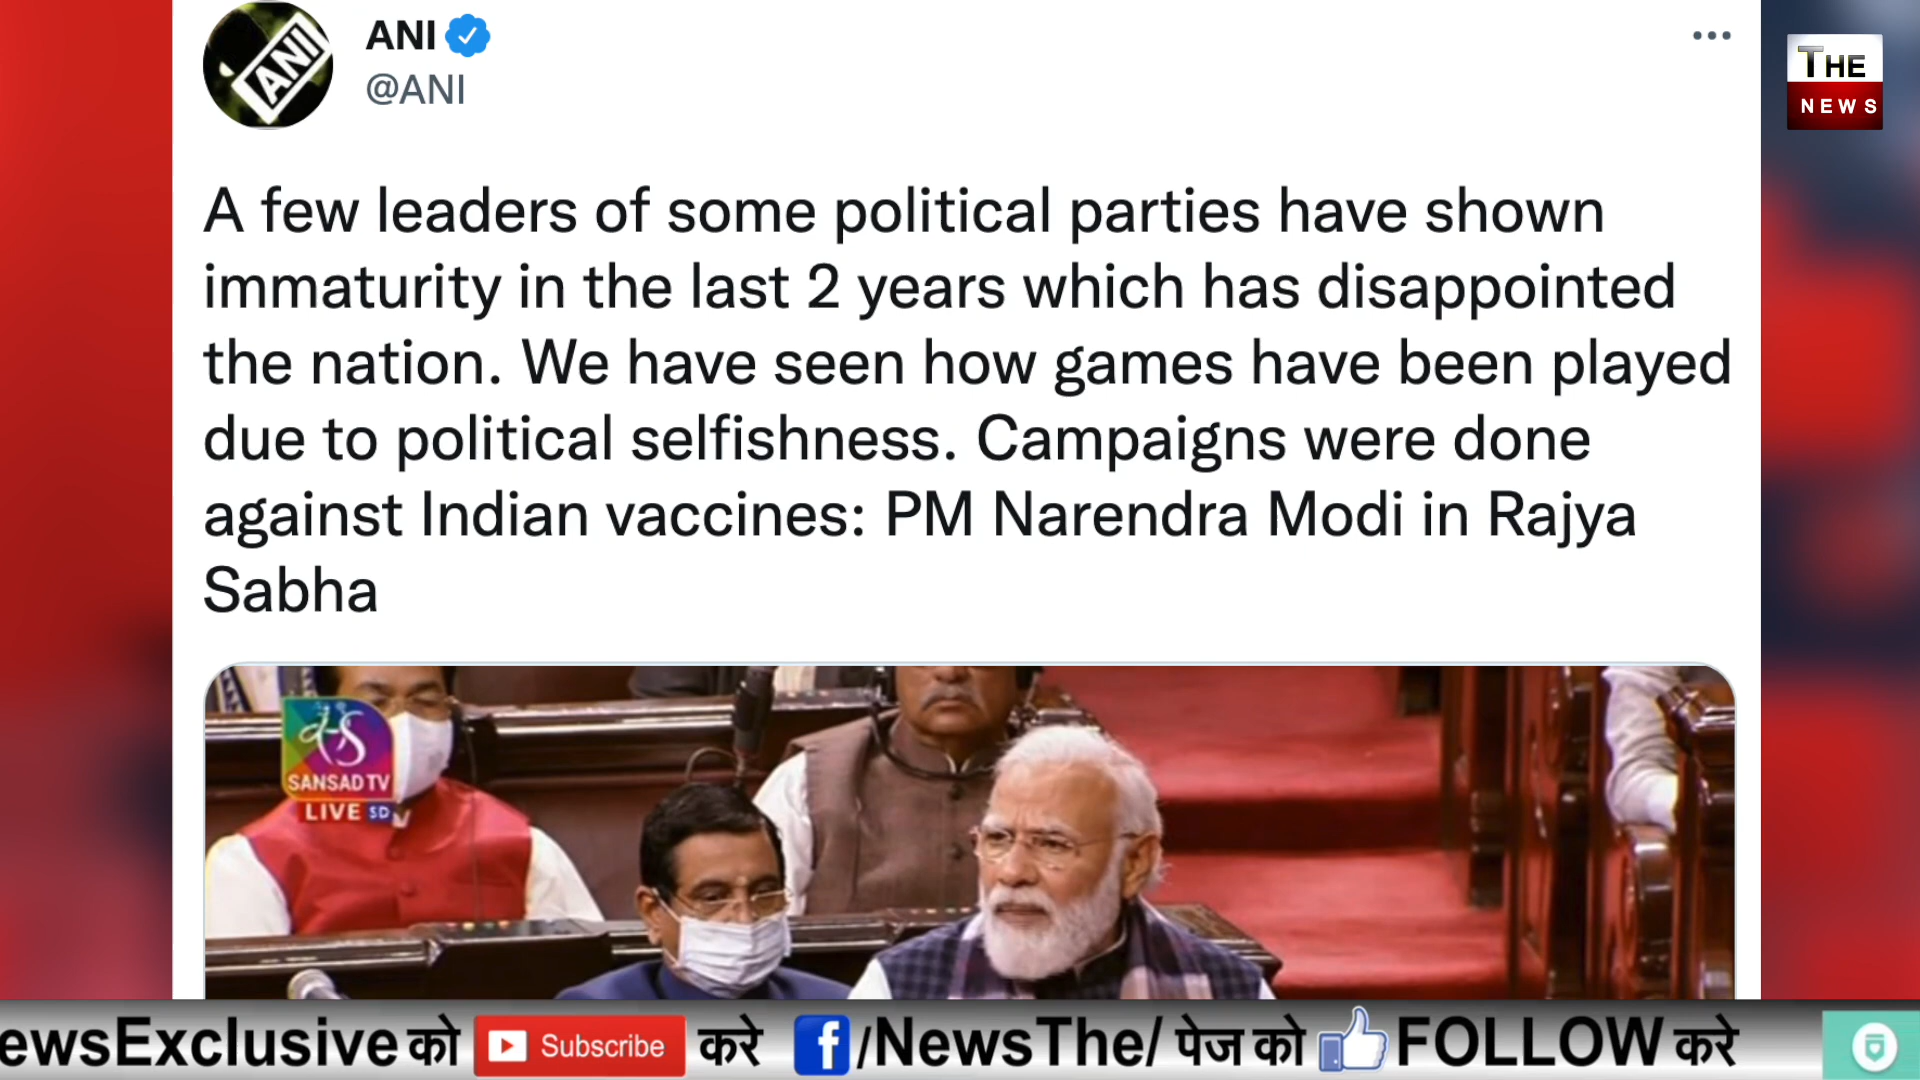 ANI
ANI
@ANI
THE
NEWS
A few leaders of some political parties have shown
immaturity in the last 2 years which has disappointed
the nation. We have seen how games have been played
due to political selfishness. Campaigns were done
against Indian vaccines: PM Narendra Modi in Rajya
Sabha
SANSAD TV
LIVE SD
ewsExclusive को Subscribe करे f/NewsThe/ पेज को FOLLOW करे